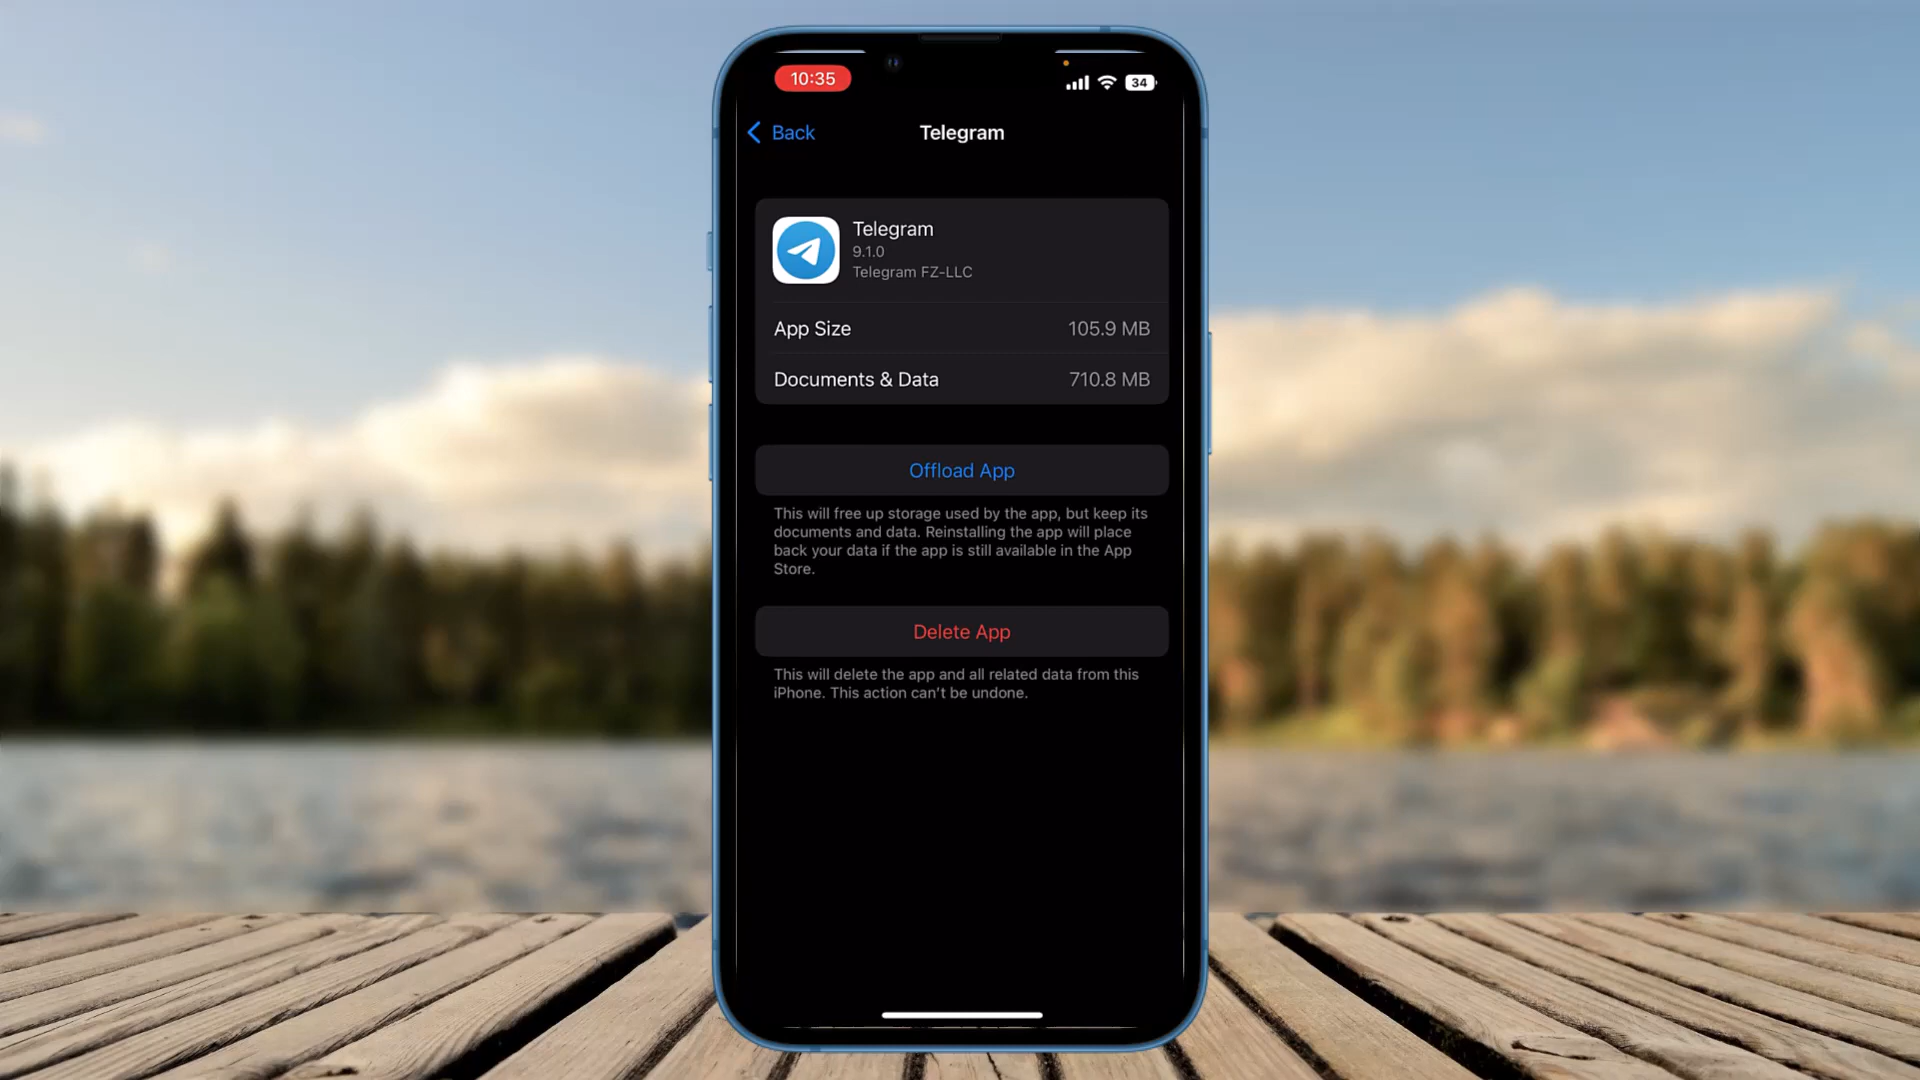 10:35
34
Back
Telegram
Telegram
9.1.0
Telegram FZ-LLC
App Size
105.9 MB
Documents & Data
710.8 MB
Offload App
This will free up storage used by the app, but keep its
documents and data. Reinstalling the app will place
back your data if the app is still available in the App
Store.
Delete App
This will delete the app and all related data from this
iPhone. This action can't be undone.